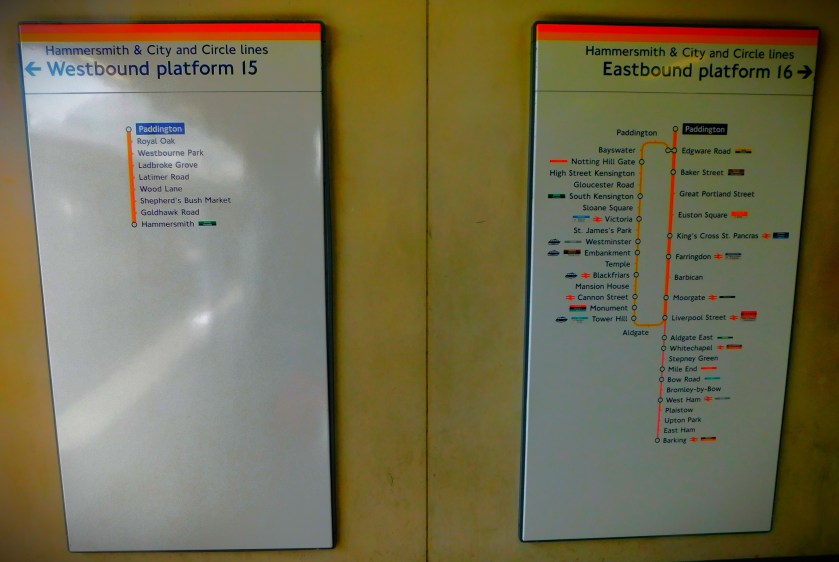 Hammersmith & City and Circle lines
← Westbound platform 15
Paddington
Royal Oak
Westbourne Park
Ladbroke Grove
Latimer Road
Wood Lane
Shepherd's Bush Market
Goldhawk Road
Hammersmith
Hammersmith & City and Circle lines
Eastbound platform 16 →
Paddington
Bayswater
Notting Hill Gate
High Street Kensington
Gloucester Road
South Kensington
Sloane Square
Victoria
St. James's Park
Westminster
Embankment
Temple
Blackfriars
Mansion House
Cannon Street
Monument
Tower Hill
Aldgate
Paddington
Edgware Road
Baker Street
Great Portland Street
Euston Square
King's Cross St. Pancras
Farringdon
Barbican
Moorgate
Liverpool Street
Aldgate East
Whitechapel
Stepney Green
Mile End
Bow Road
Bromley-by-Bow
West Ham
Plaistow
Upton Park
East Ham
Barking